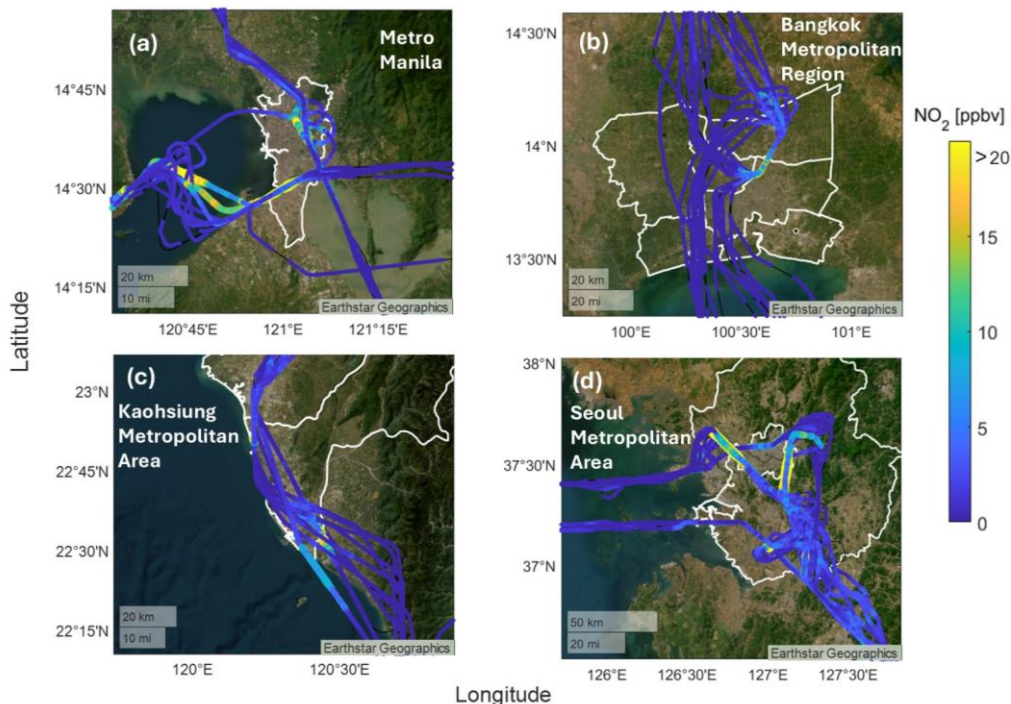 (a)
Metro
Manila
14°45'N
14°30'N
14°15'N
20 km
10 mi
Earthstar Geographics
120°45'E
121°E
121°15'E
(b)
Bangkok
Metropolitan
Region
14°30'N
14°N
13°30'N
20 km
20 mi
Earthstar Geographics
100°E
100°30'E
101°E
NO2 [ppbv]
>20
15
10
5
0
(c)
Kaohsiung
Metropolitan
Area
23°N
22°45'N
22°30'N
22°15'N
20 km
10 mi
Earthstar Geographics
120°E
120°30'E
(d)
Seoul
Metropolitan
Area
38°N
37°30'N
37°N
50 km
20 mi
Earthstar Geographics
126°E
126°30'E
127°E
127°30'E
Latitude
Longitude